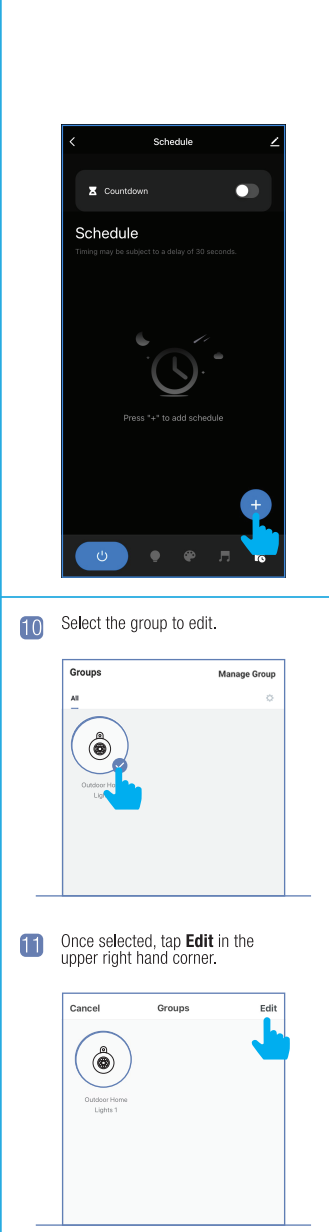 Schedule
Countdown
Schedule
Timing may be subject to a delay of 30 seconds.
Press "+" to add schedule
10 Select the group to edit.
Groups Manage Group
All
Outdoor
11 Once selected, tap Edit in the
upper right hand corner.
Cancel Groups Edit
Outdoor Home
Lights 1